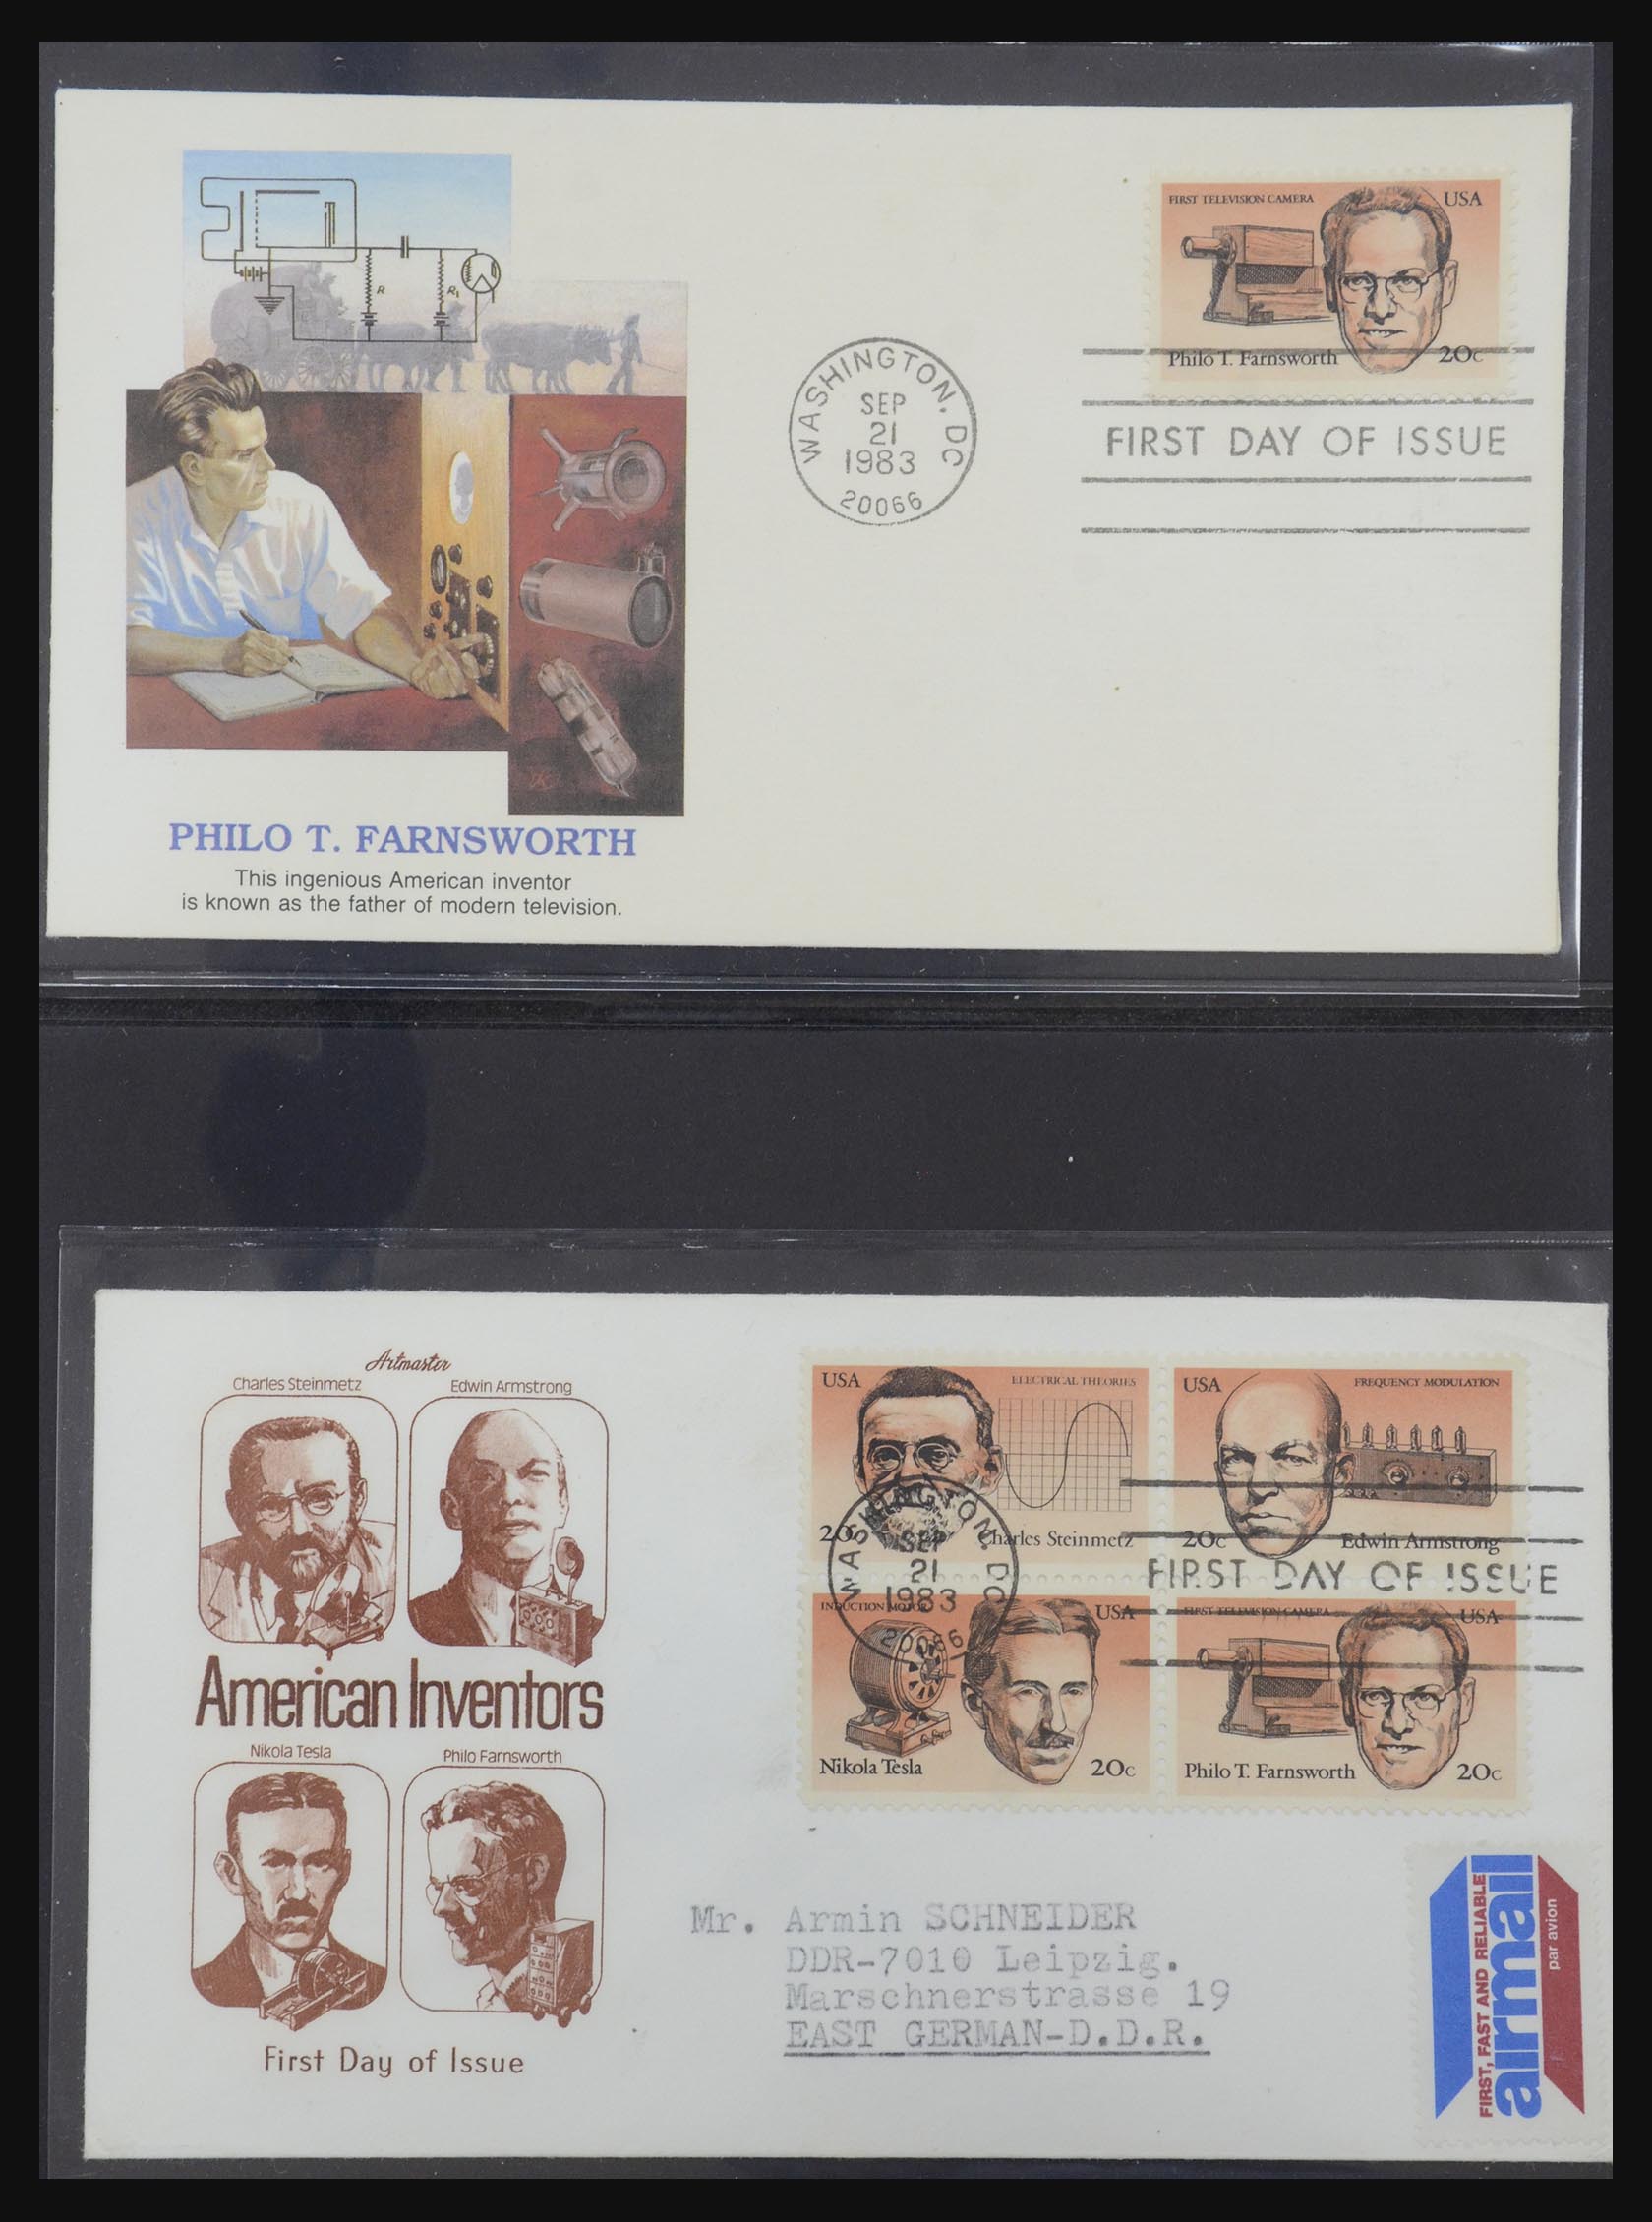 FIRST TELEVISION CAMERA
USA
Philo T. Farnsworth
20c
WASHINGTON, DC
SEP
21
1983
20066
FIRST DAY OF ISSUE
R
R1
PHILO T. FARNSWORTH
This ingenious American inventor
is known as the father of modern television.
Artmaster
Charles Steinmetz
Edwin Armstrong
American Inventors
Nikola Tesla
Philo Farnsworth
First Day of Issue
USA
ELECTRICAL THEORIES
20c
Charles Steinmetz
USA
FREQUENCY MODULATION
20c
Edwin Armstrong
WASHINGTON, DC
SEP
21
1983
20066
FIRST DAY OF ISSUE
INDUCTION MOTOR
USA
Nikola Tesla
20c
FIRST TELEVISION CAMERA
USA
Philo T. Farnsworth
20c
Mr. Armin SCHNEIDER
DDR-7010 Leipzig.
Marschnerstrasse 19
EAST GERMAN-D.D.R.
FIRST, FAST AND RELIABLE
airmail
par avion